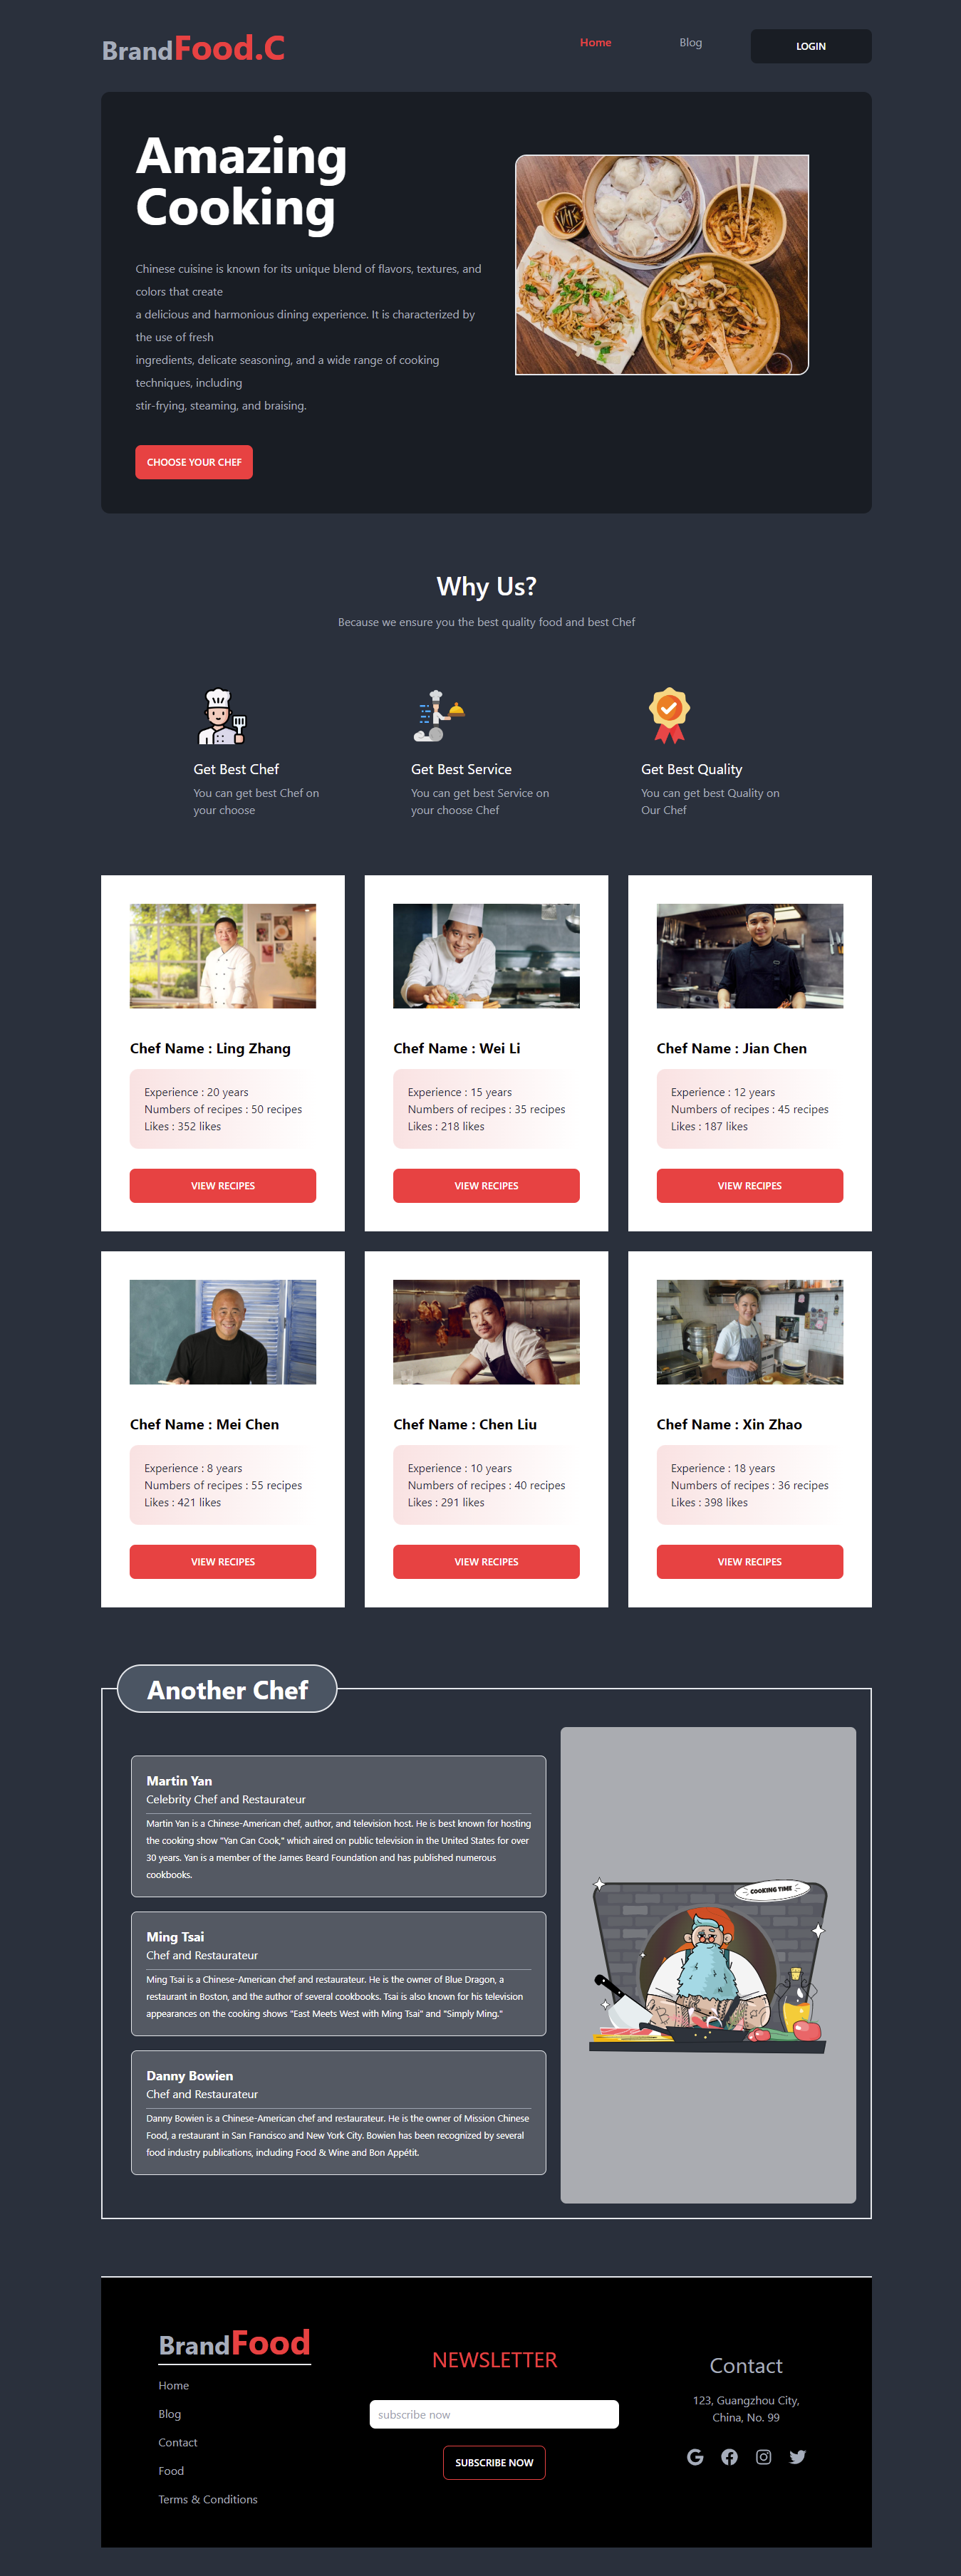 BrandFood.C
Home
Blog
LOGIN
Amazing
Cooking
Chinese cuisine is known for its unique blend of flavors, textures, and
colors that create
a delicious and harmonious dining experience. It is characterized by
the use of fresh
ingredients, delicate seasoning, and a wide range of cooking
techniques, including
stir-frying, steaming, and braising.
CHOOSE YOUR CHEF
Why Us?
Because we ensure you the best quality food and best Chef
Get Best Chef
You can get best Chef on
your choose
Get Best Service
You can get best Service on
your choose Chef
Get Best Quality
You can get best Quality on
Our Chef
Chef Name : Ling Zhang
Experience : 20 years
Numbers of recipes : 50 recipes
Likes : 352 likes
VIEW RECIPES
Chef Name : Wei Li
Experience : 15 years
Numbers of recipes : 35 recipes
Likes : 218 likes
VIEW RECIPES
Chef Name : Jian Chen
Experience : 12 years
Numbers of recipes : 45 recipes
Likes : 187 likes
VIEW RECIPES
Chef Name : Mei Chen
Experience : 8 years
Numbers of recipes : 55 recipes
Likes : 421 likes
VIEW RECIPES
Chef Name : Chen Liu
Experience : 10 years
Numbers of recipes : 40 recipes
Likes : 291 likes
VIEW RECIPES
Chef Name : Xin Zhao
Experience : 18 years
Numbers of recipes : 36 recipes
Likes : 398 likes
VIEW RECIPES
Another Chef
Martin Yan
Celebrity Chef and Restaurateur
Martin Yan is a Chinese-American chef, author, and television host. He is best known for hosting
the cooking show "Yan Can Cook," which aired on public television in the United States for over
30 years. Yan is a member of the James Beard Foundation and has published numerous
cookbooks.
Ming Tsai
Chef and Restaurateur
Ming Tsai is a Chinese-American chef and restaurateur. He is the owner of Blue Dragon, a
restaurant in Boston, and the author of several cookbooks. Tsai is also known for his television
appearances on the cooking shows "East Meets West with Ming Tsai" and "Simply Ming."
Danny Bowien
Chef and Restaurateur
Danny Bowien is a Chinese-American chef and restaurateur. He is the owner of Mission Chinese
Food, a restaurant in San Francisco and New York City. Bowien has been recognized by several
food industry publications, including Food & Wine and Bon Appétit.
COOKING TIME
BrandFood
Home
Blog
Contact
Food
Terms & Conditions
NEWSLETTER
subscribe now
SUBSCRIBE NOW
Contact
123, Guangzhou City,
China, No. 99